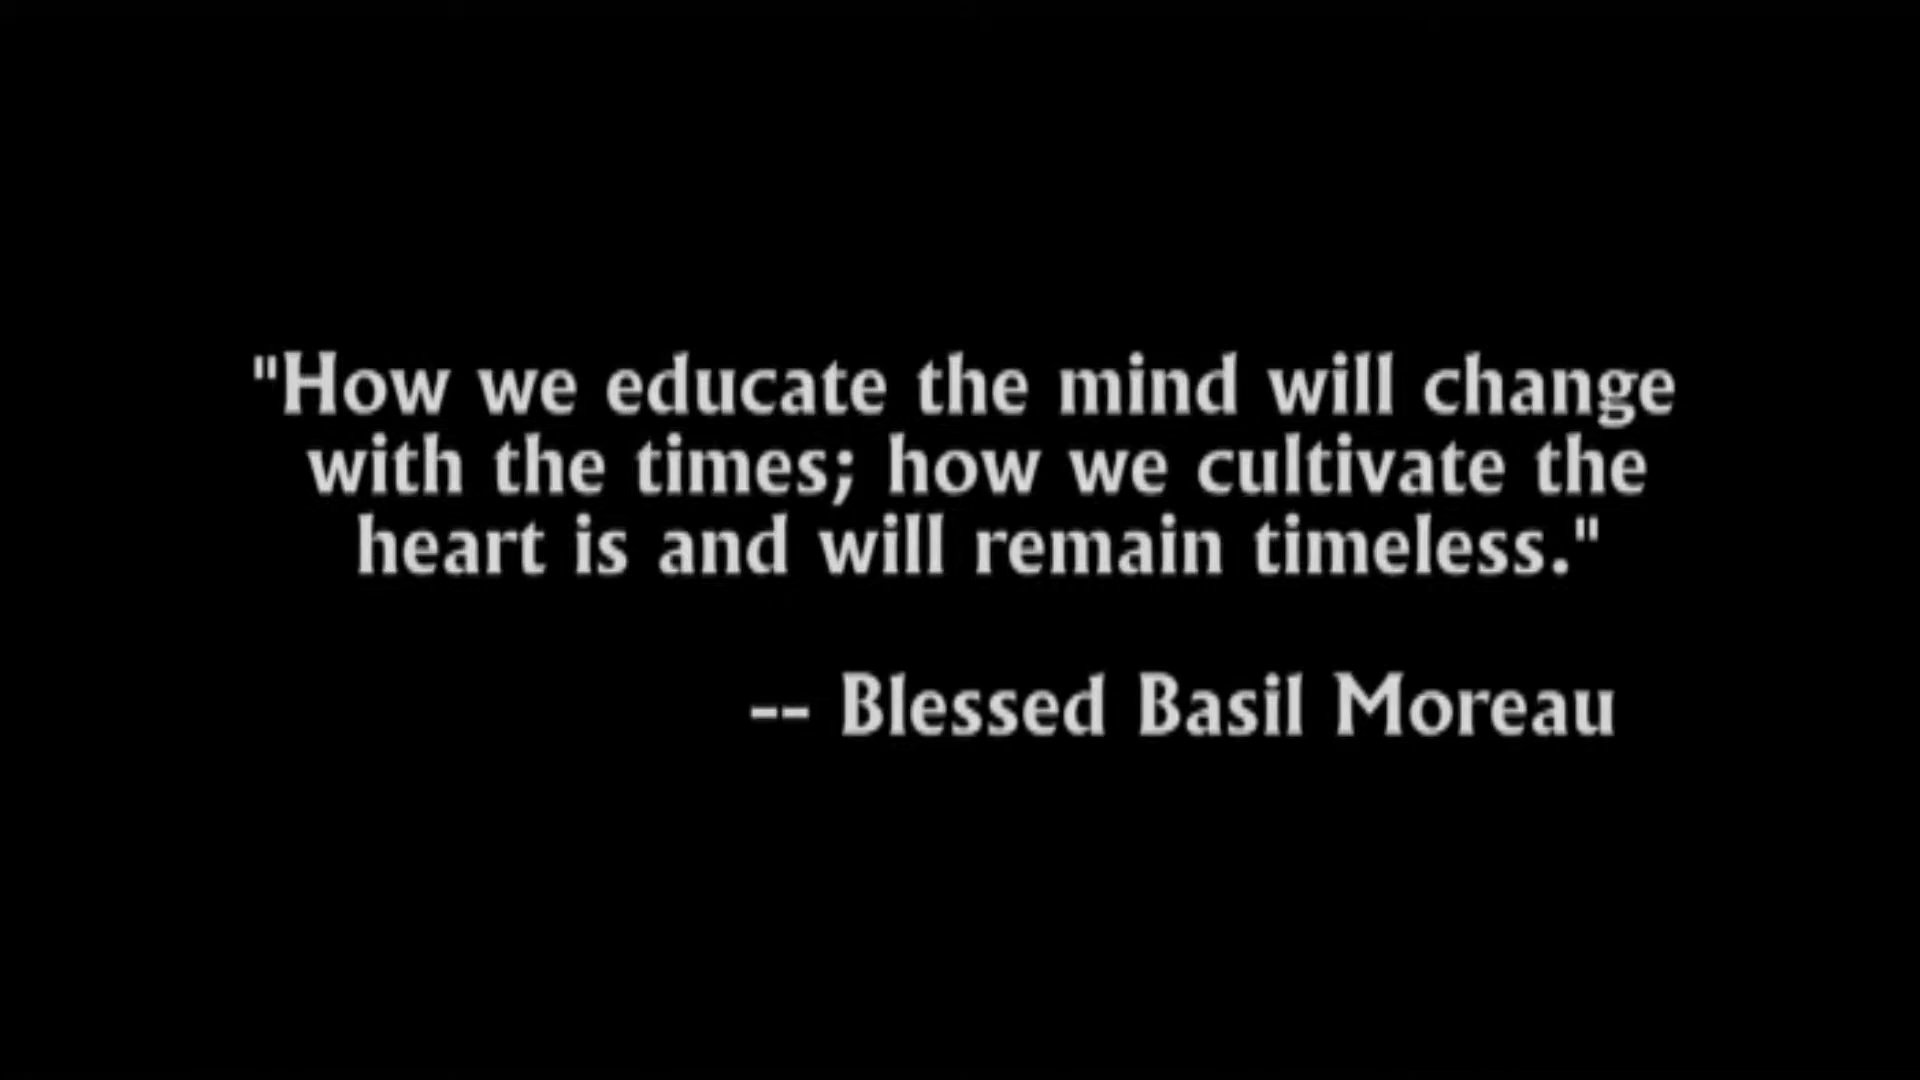 "How we educate the mind will change
with the times; how we cultivate the
heart is and will remain timeless."
-- Blessed Basil Moreau